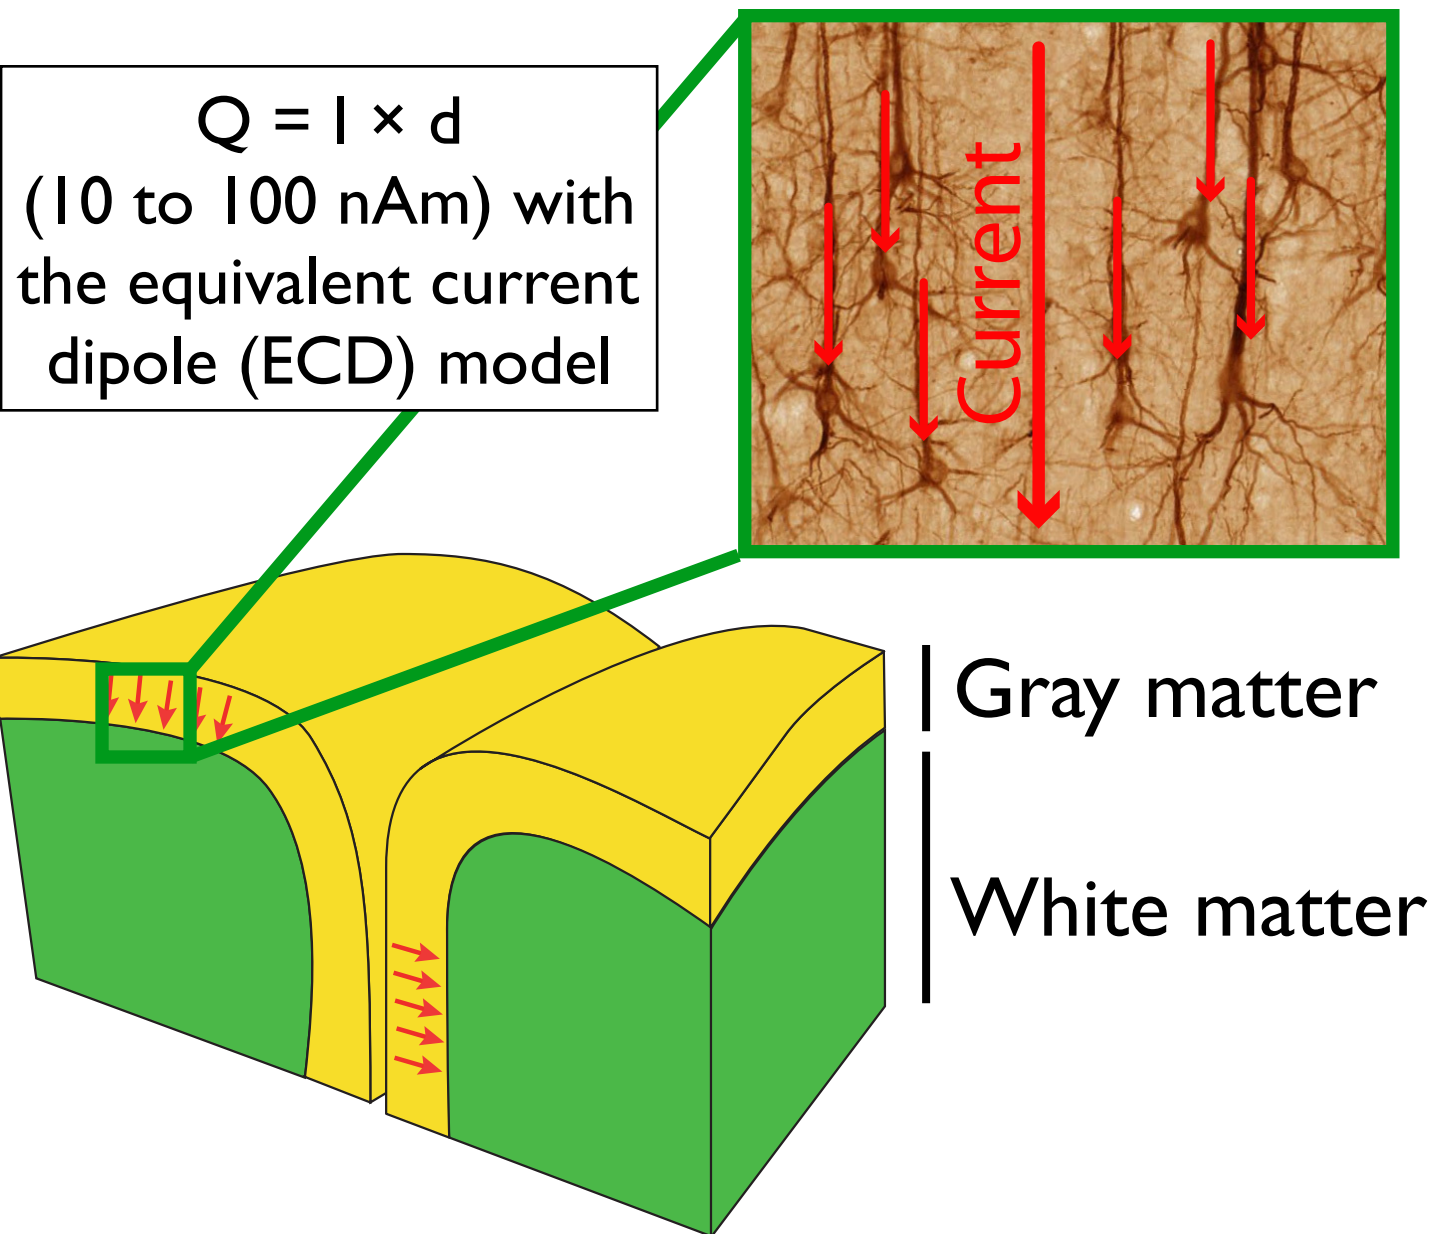 Q = I × d
(10 to 100 nAm) with
the equivalent current
dipole (ECD) model
Current
Gray matter
White matter